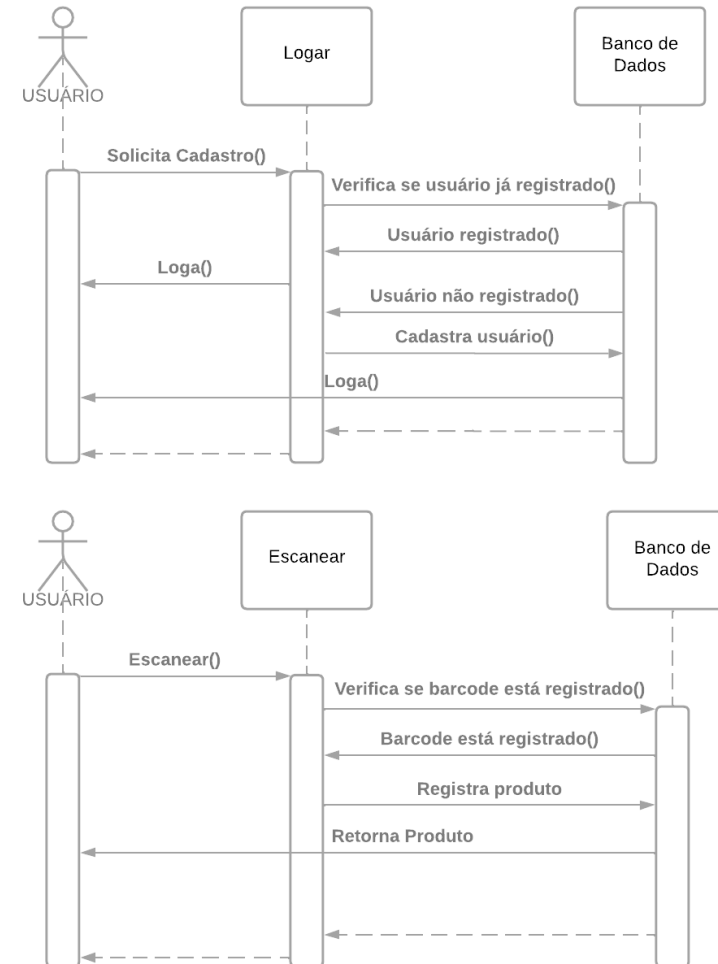 Logar
Banco de
Dados
USUÁRIO
Solicita Cadastro()
Verifica se usuário já registrado()
Usuário registrado()
Loga()
Usuário não registrado()
Cadastra usuário()
Loga()
Escanear
Banco de
Dados
USUÁRIO
Escanear()
Verifica se barcode está registrado()
Barcode está registrado()
Registra produto
Retorna Produto